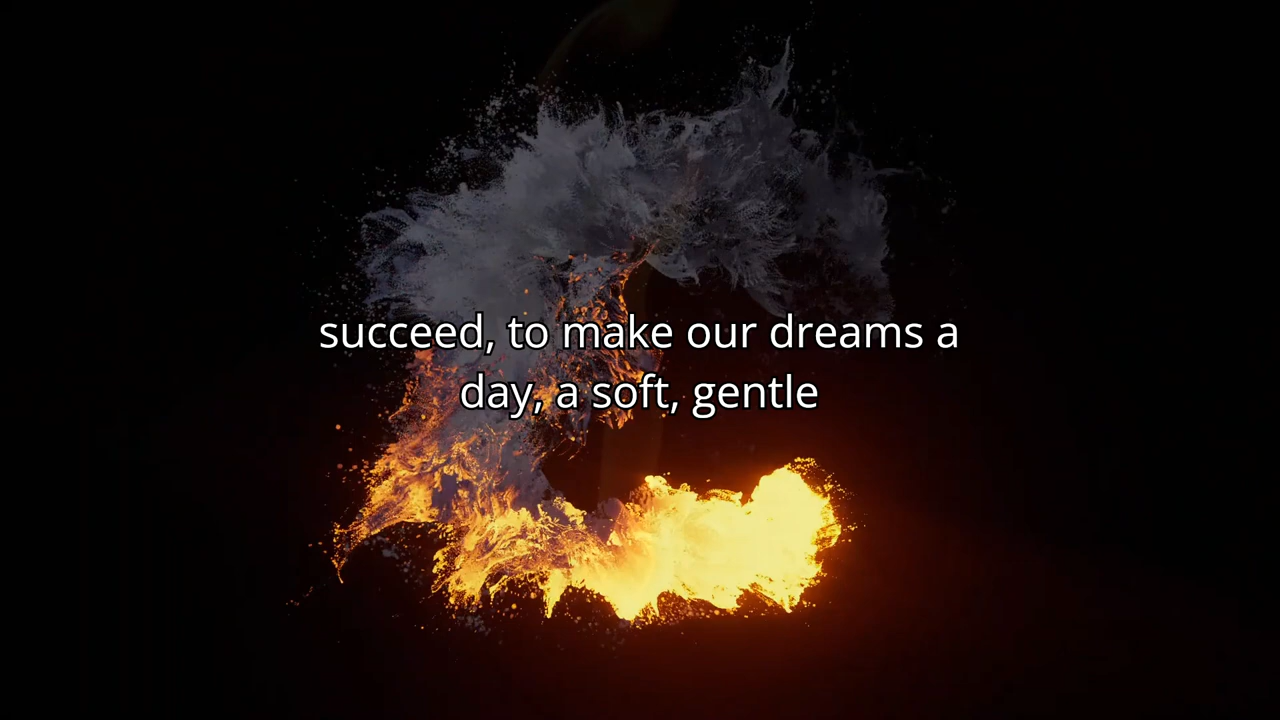 succeed, to make our dreams a
day, a soft, gentle